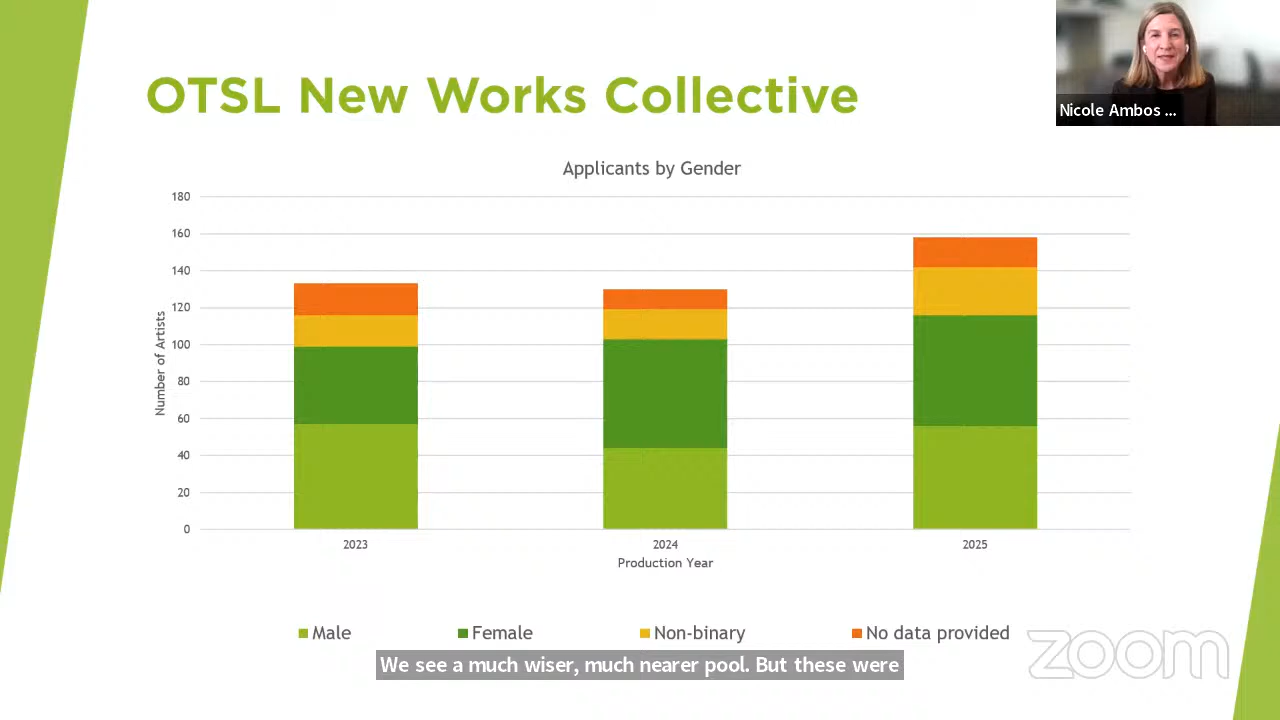 OTSL New Works Collective
Nicole Ambos ...
Applicants by Gender
180
160
140
120
100
80
60
40
20
0
Number of Artists
2023
2024
2025
Production Year
Male
Female
Non-binary
No data provided
We see a much wiser, much nearer pool. But these were
zoom